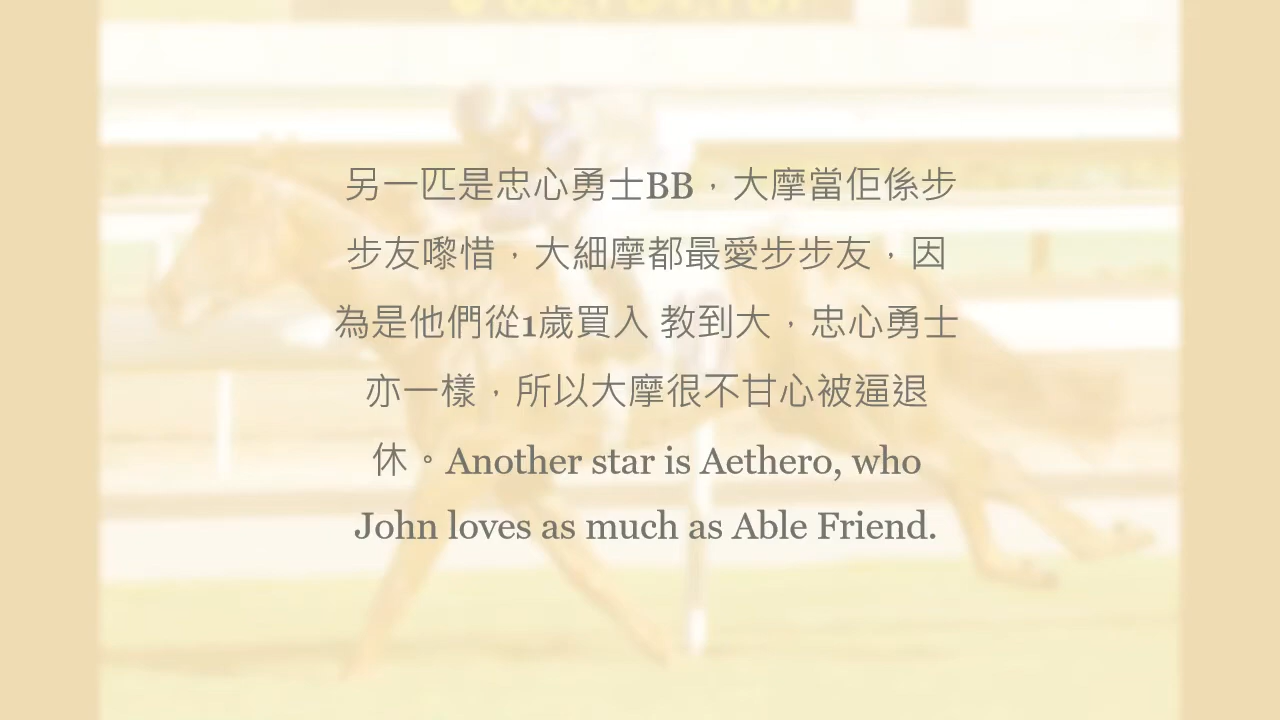 另一匹是忠心勇士BB，大摩當佢係步
步友嚟惜，大細摩都最愛步步友，因
為是他們從1歲買入 教到大，忠心勇士
亦一樣，所以大摩很不甘心被逼退
休。Another star is Aethero, who
John loves as much as Able Friend.